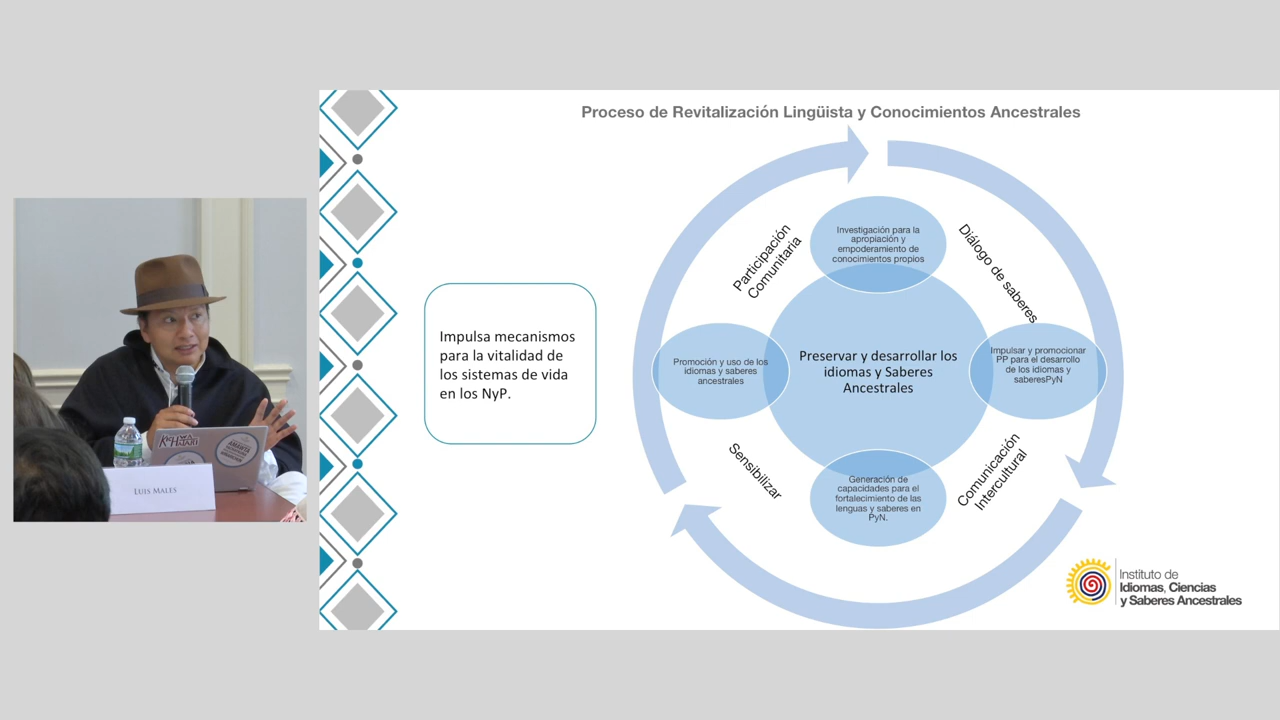 Proceso de Revitalización Lingüista y Conocimientos Ancestrales
Impulsa mecanismos
para la vitalidad de
los sistemas de vida
en los NyP.
Participación
Comunitaria
Investigación para la
apropiación y
empoderamiento de
conocimientos propios
Diálogo de saberes
Promoción y uso de los
idiomas y saberes
ancestrales
Preservar y desarrollar los
idiomas y Saberes
Ancestrales
Impulsar y promocionar
PP para el desarrollo
de los idiomas y
saberesPyN
Sensibilizar
Generación de
capacidades para el
fortalecimiento de las
lenguas y saberes en
PyN.
Comunicación
Intercultural
Instituto de
Idiomas, Ciencias
y Saberes Ancestrales
Kichwa
Hatari
LUIS MALES